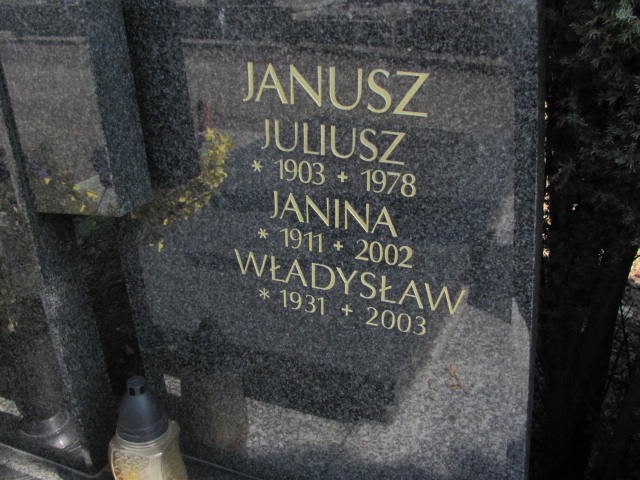 JANUSZ
JULIUSZ
* 1903 + 1978
JANINA
* 1911 + 2002
WŁADYSŁAW
* 1931 + 2003